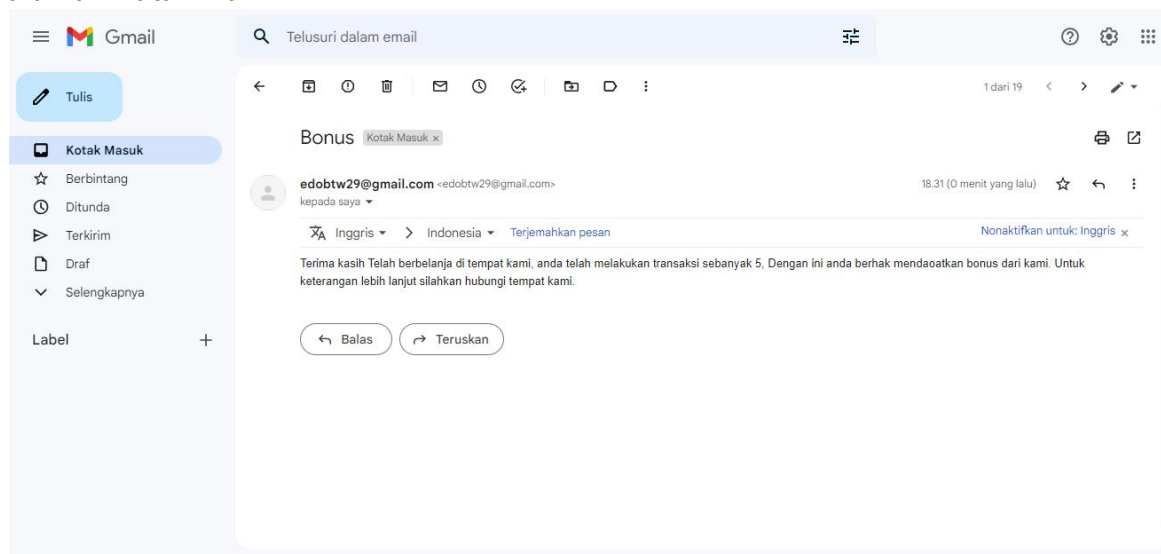 Gmail
Telusuri dalam email
Tulis
1 dari 19
Bonus Kotak Masuk x
Kotak Masuk
Berbintang
edobtw29@gmail.com <edobtw29@gmail.com>
18.31 (0 menit yang lalu)
kepada saya
Ditunda
Terkirim
Inggris > Indonesia Terjemahkan pesan
Nonaktifkan untuk: Inggris x
Draf
Terima kasih Telah berbelanja di tempat kami, anda telah melakukan transaksi sebanyak 5, Dengan ini anda berhak mendaoatkan bonus dari kami. Untuk
keterangan lebih lanjut silahkan hubungi tempat kami.
Selengkapnya
Label +
Balas
Teruskan